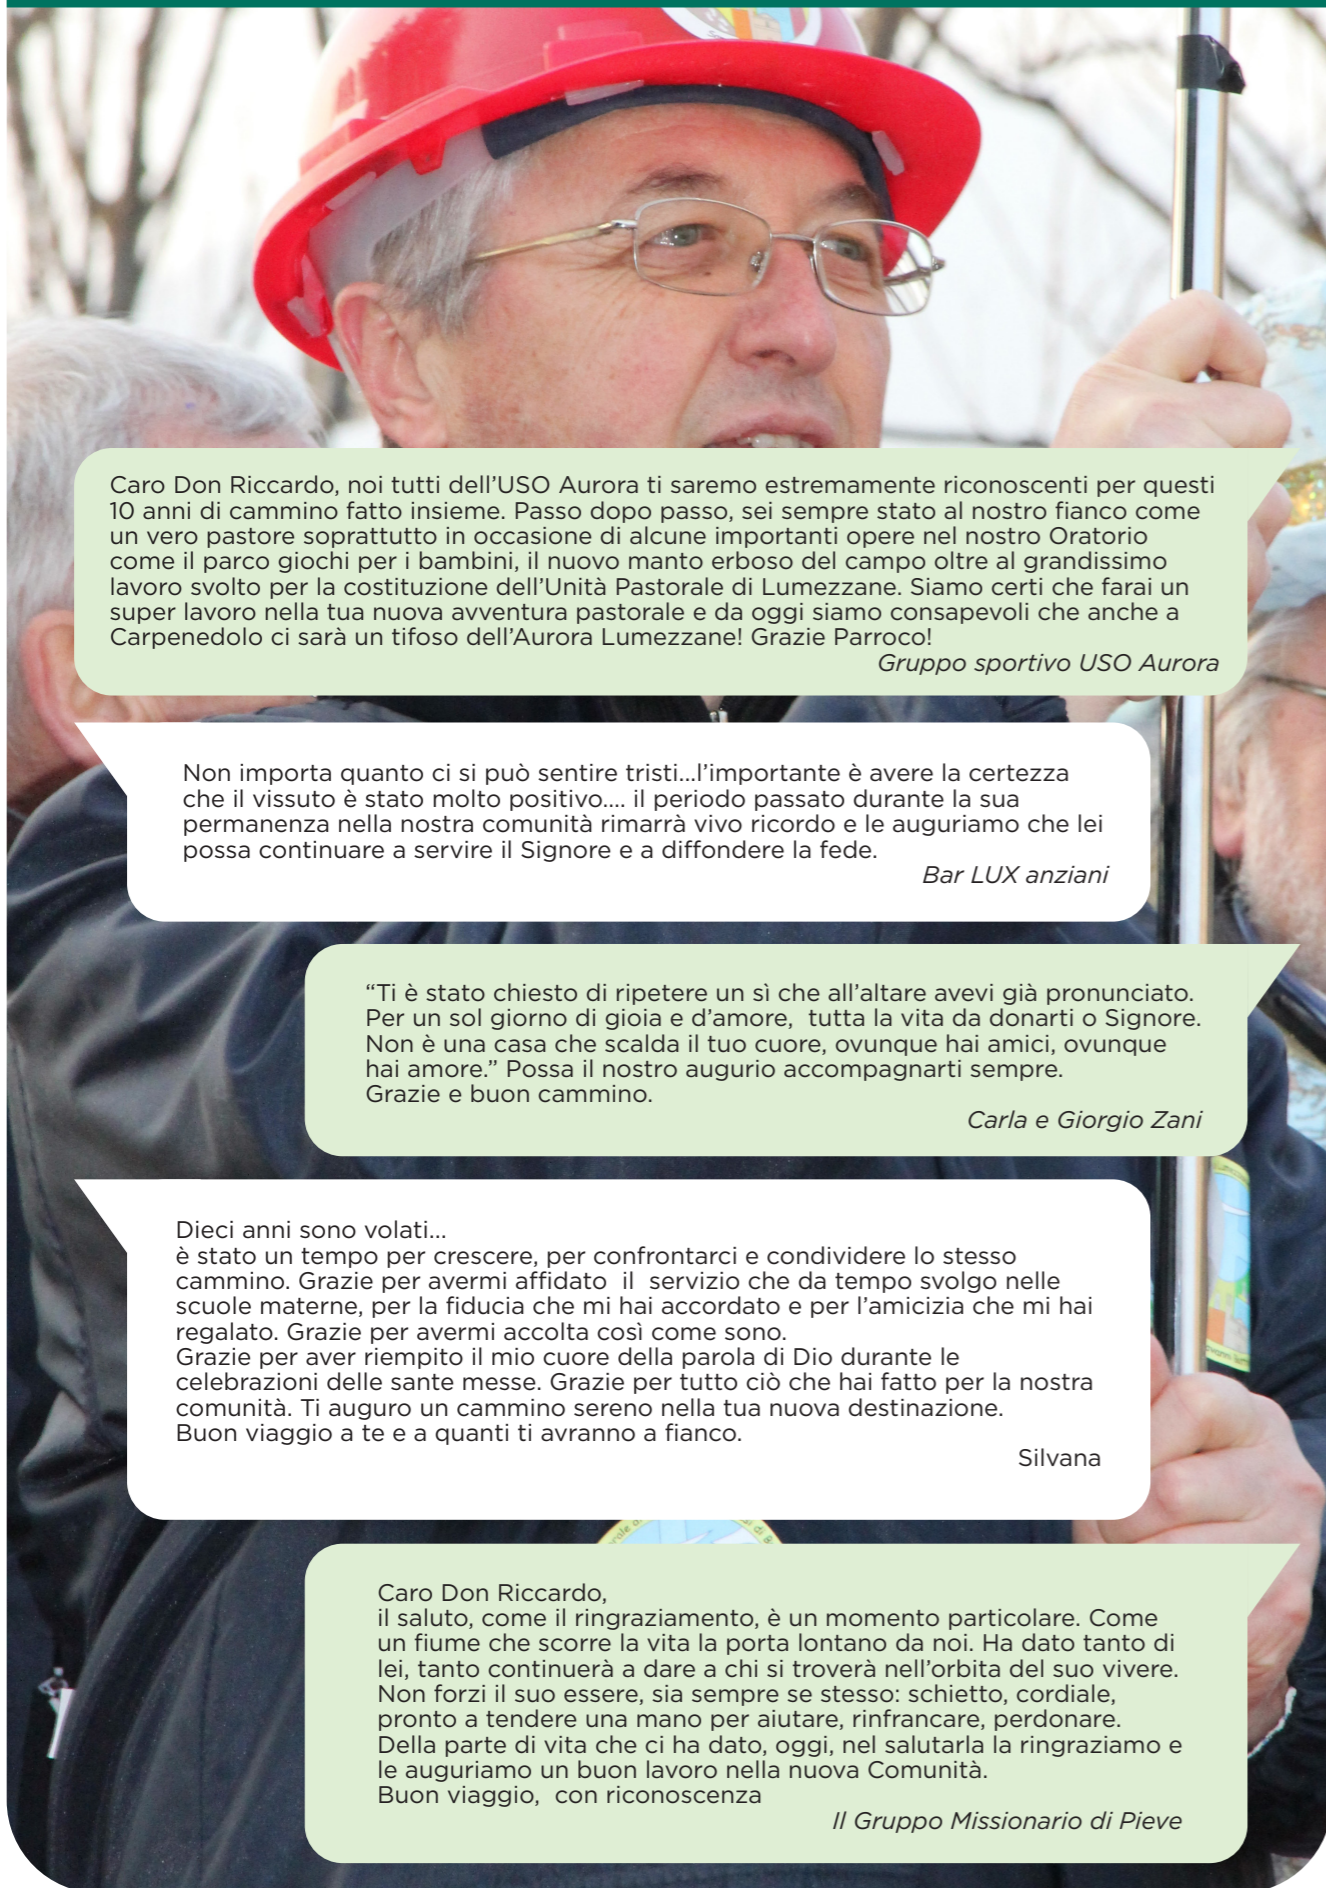 Caro Don Riccardo, noi tutti dell’USO Aurora ti saremo estremamente riconoscenti per questi
10 anni di cammino fatto insieme. Passo dopo passo, sei sempre stato al nostro fianco come
un vero pastore soprattutto in occasione di alcune importanti opere nel nostro Oratorio
come il parco giochi per i bambini, il nuovo manto erboso del campo oltre al grandissimo
lavoro svolto per la costituzione dell’Unità Pastorale di Lumezzane. Siamo certi che farai un
super lavoro nella tua nuova avventura pastorale e da oggi siamo consapevoli che anche a
Carpenedolo ci sarà un tifoso dell’Aurora Lumezzane! Grazie Parroco!
Gruppo sportivo USO Aurora
Non importa quanto ci si può sentire tristi...l’importante è avere la certezza
che il vissuto è stato molto positivo.... il periodo passato durante la sua
permanenza nella nostra comunità rimarrà vivo ricordo e le auguriamo che lei
possa continuare a servire il Signore e a diffondere la fede.
Bar LUX anziani
“Ti è stato chiesto di ripetere un sì che all’altare avevi già pronunciato.
Per un sol giorno di gioia e d’amore,  tutta la vita da donarti o Signore.
Non è una casa che scalda il tuo cuore, ovunque hai amici, ovunque
hai amore.” Possa il nostro augurio accompagnarti sempre.
Grazie e buon cammino.
Carla e Giorgio Zani
Dieci anni sono volati...
è stato un tempo per crescere, per confrontarci e condividere lo stesso
cammino. Grazie per avermi affidato  il  servizio che da tempo svolgo nelle
scuole materne, per la fiducia che mi hai accordato e per l’amicizia che mi hai
regalato. Grazie per avermi accolta così come sono.
Grazie per aver riempito il mio cuore della parola di Dio durante le
celebrazioni delle sante messe. Grazie per tutto ciò che hai fatto per la nostra
comunità. Ti auguro un cammino sereno nella tua nuova destinazione.
Buon viaggio a te e a quanti ti avranno a fianco.
Silvana
Caro Don Riccardo,
il saluto, come il ringraziamento, è un momento particolare. Come
un fiume che scorre la vita la porta lontano da noi. Ha dato tanto di
lei, tanto continuerà a dare a chi si troverà nell’orbita del suo vivere.
Non forzi il suo essere, sia sempre se stesso: schietto, cordiale,
pronto a tendere una mano per aiutare, rinfrancare, perdonare.
Della parte di vita che ci ha dato, oggi, nel salutarla la ringraziamo e
le auguriamo un buon lavoro nella nuova Comunità.
Buon viaggio,  con riconoscenza
Il Gruppo Missionario di Pieve